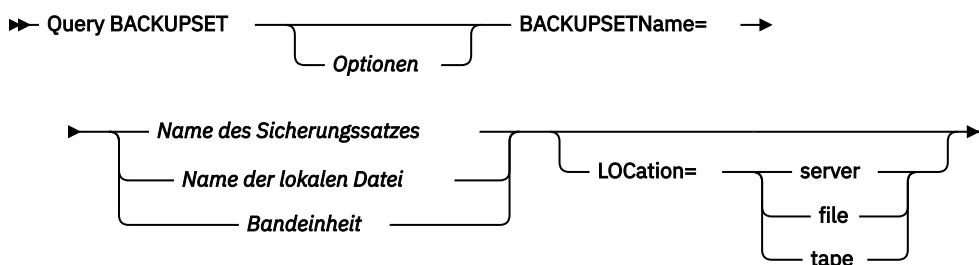 Query BACKUPSET BACKUPSETName=
Optionen
Name des Sicherungssatzes
Name der lokalen Datei LOCation= server
file
Bandeinheit
tape